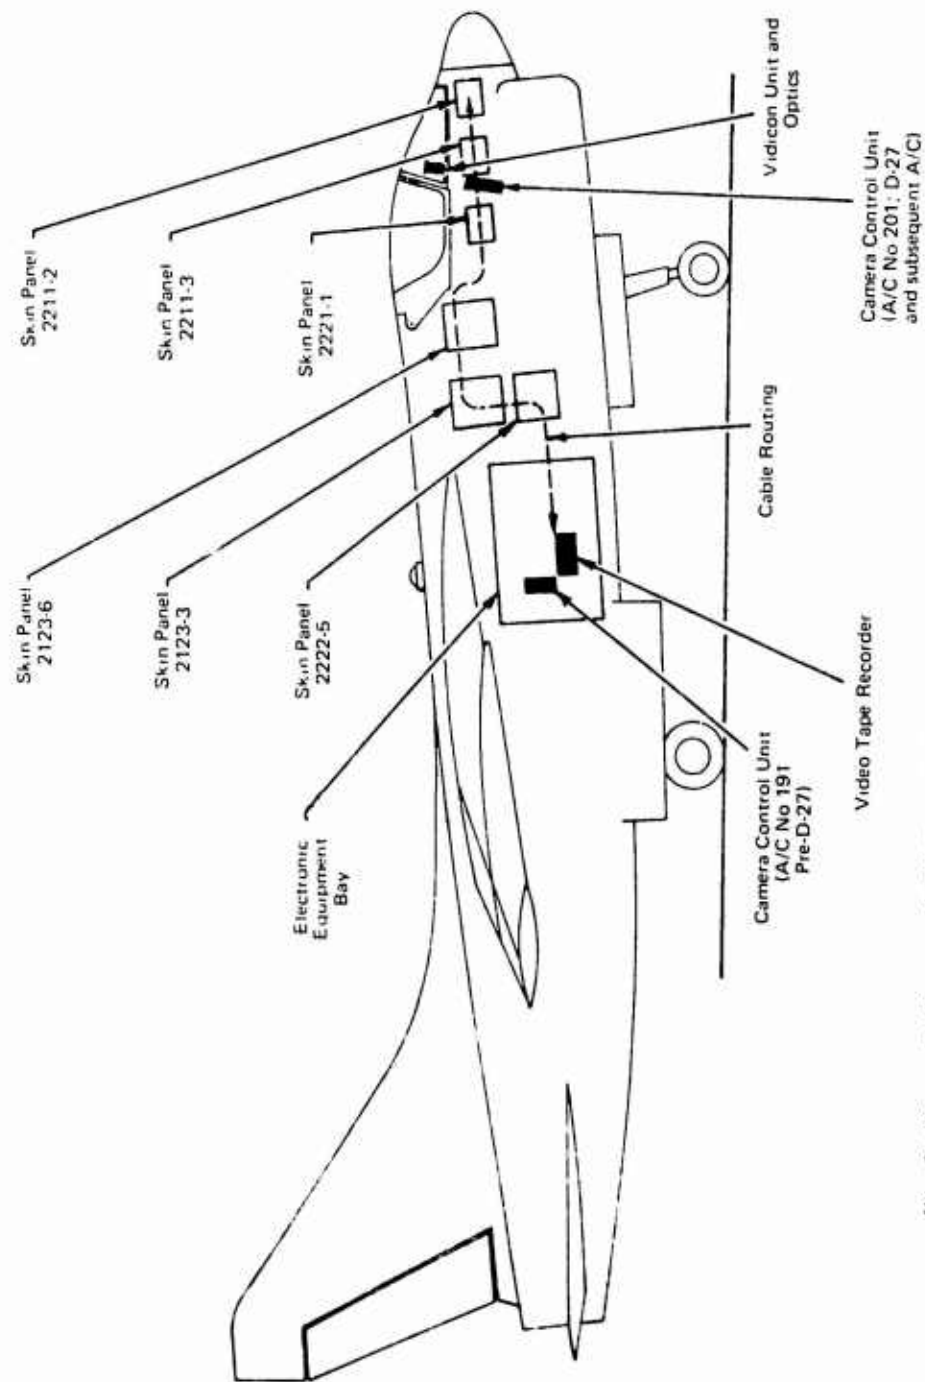 Skin Panel
2211-2
Skin Panel
2211-3
Skin Panel
2221-1
Skin Panel
2123-6
Skin Panel
2123-3
Skin Panel
2222-5
Electronic
Equipment
Bay
Vidicon Unit and
Optics
Camera Control Unit
(A/C No 201; D-27
and subsequent A/C)
Cable Routing
Video Tape Recorder
Camera Control Unit
(A/C No 191
Pre-D-27)